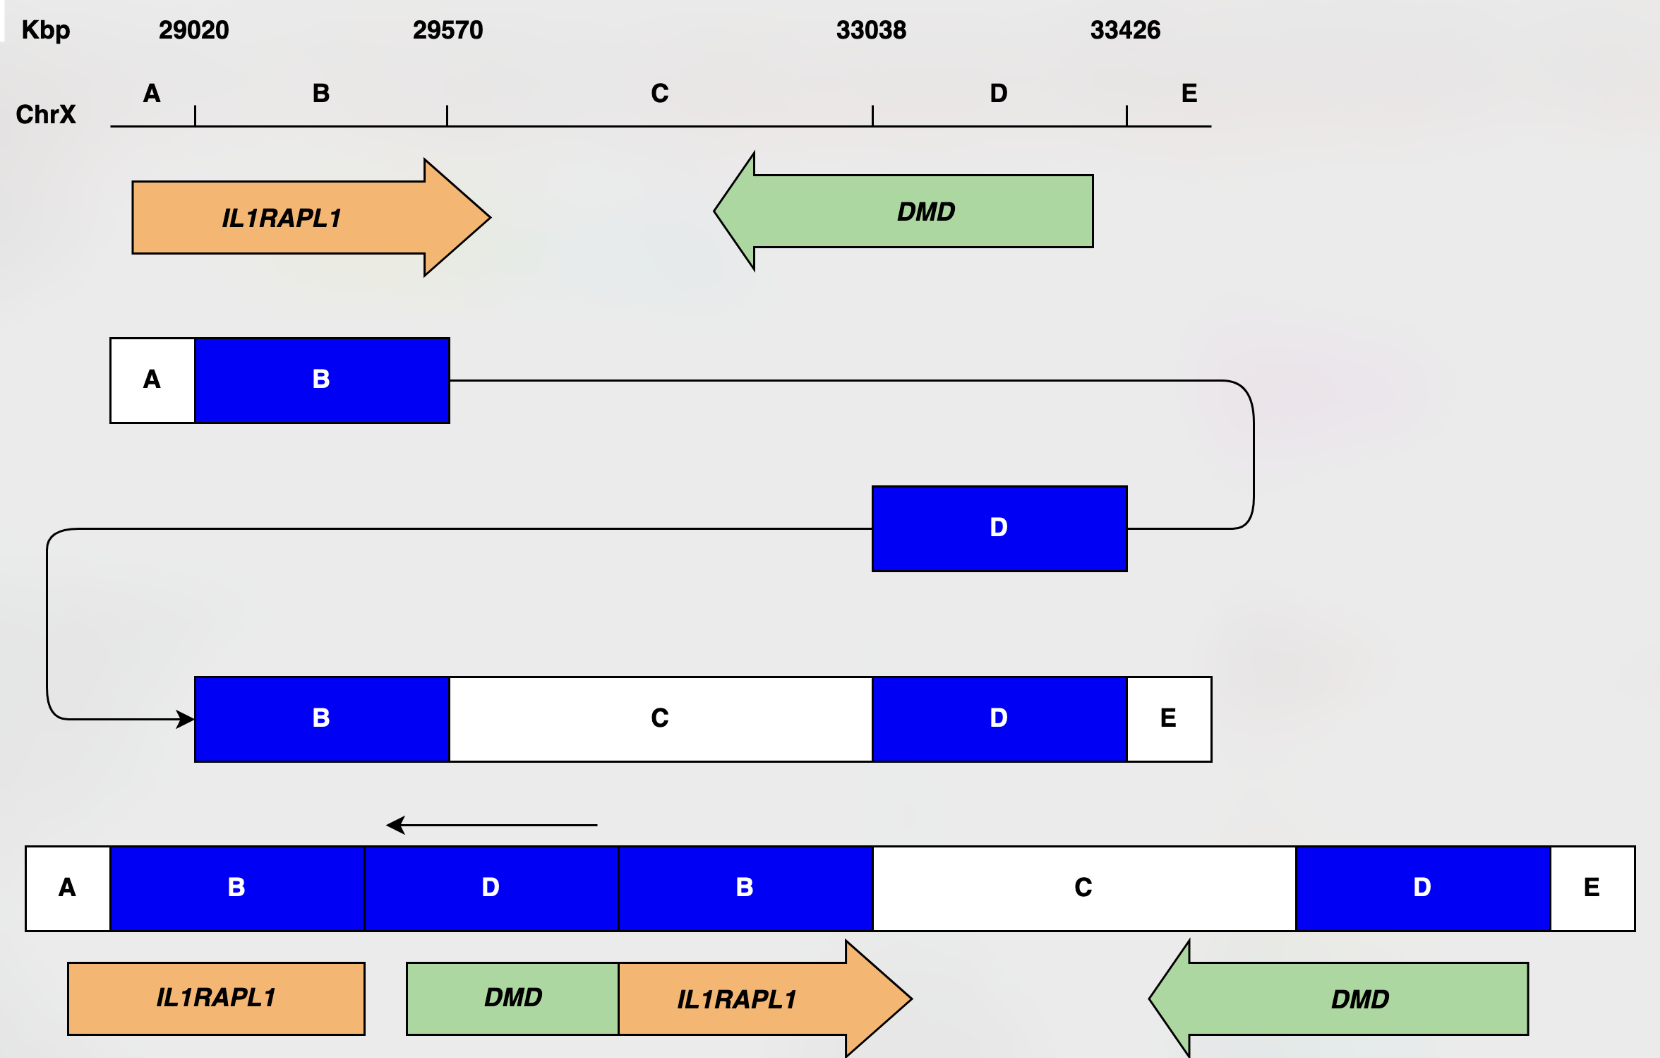 Kbp 29020 29570 33038 33426
A B C D E
ChrX
IL1RAPL1 DMD
A B
D
B C D E
A B D B C D E
IL1RAPL1 DMD IL1RAPL1 DMD